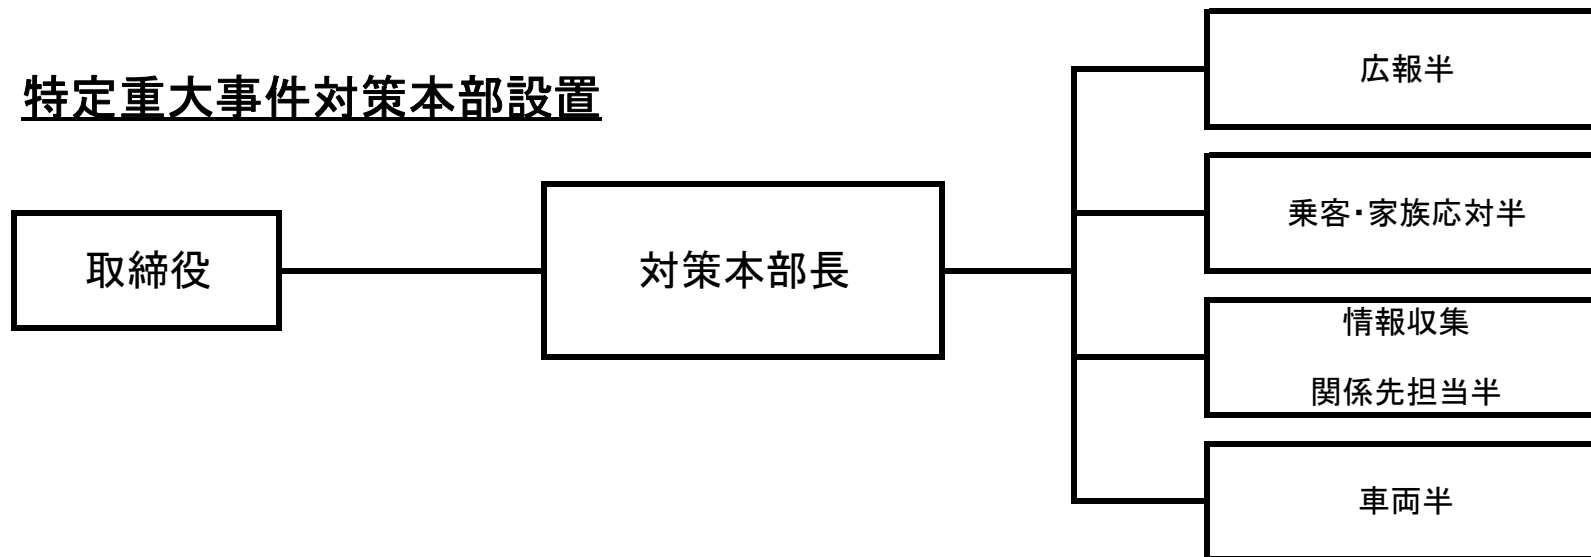 特定重大事件対策本部設置
取締役
対策本部長
広報半
乗客・家族応対半
情報収集
関係先担当半
車両半